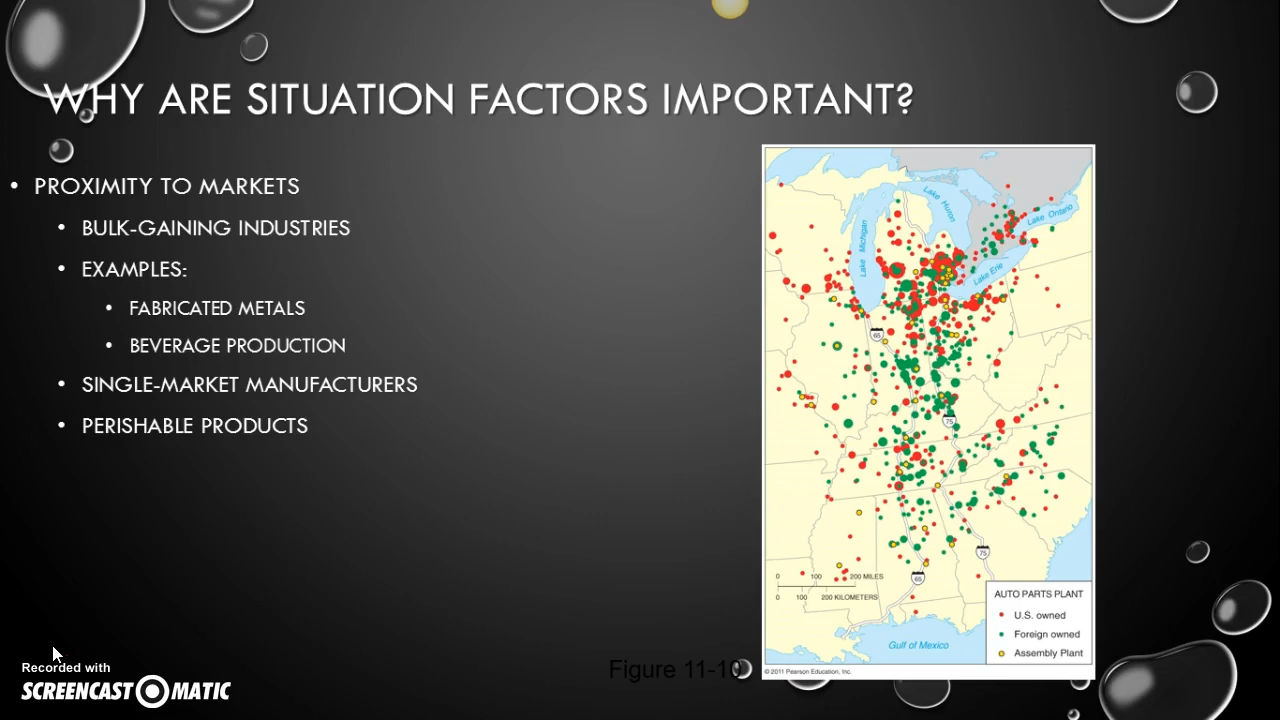 WHY ARE SITUATION FACTORS IMPORTANT?
• PROXIMITY TO MARKETS
• BULK-GAINING INDUSTRIES
• EXAMPLES:
• FABRICATED METALS
• BEVERAGE PRODUCTION
• SINGLE-MARKET MANUFACTURERS
• PERISHABLE PRODUCTS
Lake Huron
Lake Ontario
Lake Michigan
Lake Erie
65
75
75
65
0 100 200 MILES
0 100 200 KILOMETERS
Gulf of Mexico
AUTO PARTS PLANT
U.S. owned
Foreign owned
Assembly Plant
© 2011 Pearson Education, Inc.
Figure 11-10
Recorded with
SCREENCAST MATIC